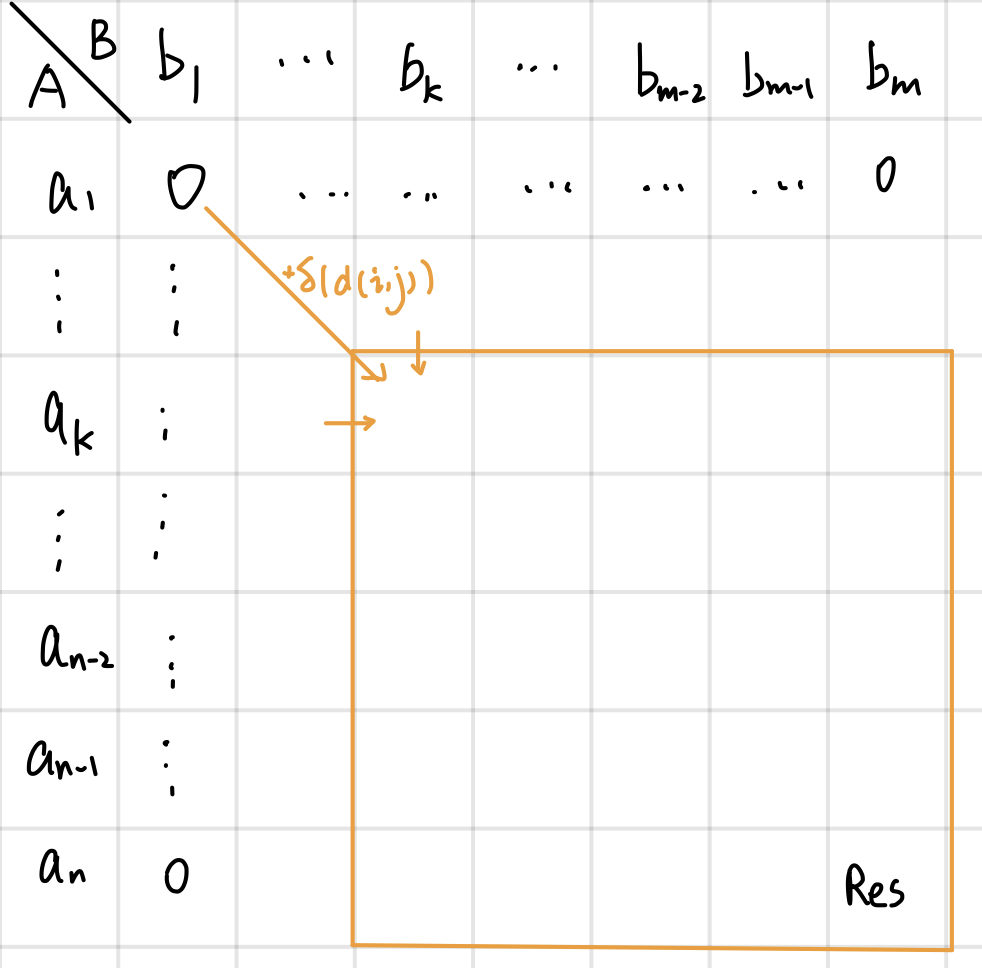 A B b₁ ... bₖ ... bₘ₋₂ bₘ₋₁ bₘ
a₁ 0 ... ... ... ... ... 0
⋮ ⋮ +δ(d(i,j))
aₖ ⋮
⋮ ⋮
aₙ₋₂ ⋮
aₙ₋₁ ⋮
aₙ 0 Res